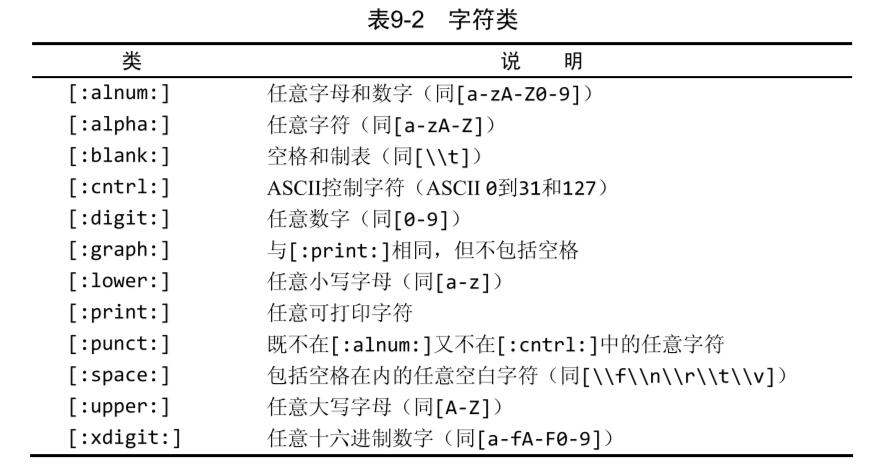 表9-2 字符类
类 说 明
[:alnum:] 任意字母和数字（同[a-zA-Z0-9]）
[:alpha:] 任意字符（同[a-zA-Z]）
[:blank:] 空格和制表（同[\\t]）
[:cntrl:] ASCII控制字符（ASCII 0到31和127）
[:digit:] 任意数字（同[0-9]）
[:graph:] 与[:print:]相同，但不包括空格
[:lower:] 任意小写字母（同[a-z]）
[:print:] 任意可打印字符
[:punct:] 既不在[:alnum:]又不在[:cntrl:]中的任意字符
[:space:] 包括空格在内的任意空白字符（同[\\f\\n\\r\\t\\v]）
[:upper:] 任意大写字母（同[A-Z]）
[:xdigit:] 任意十六进制数字（同[a-fA-F0-9]）